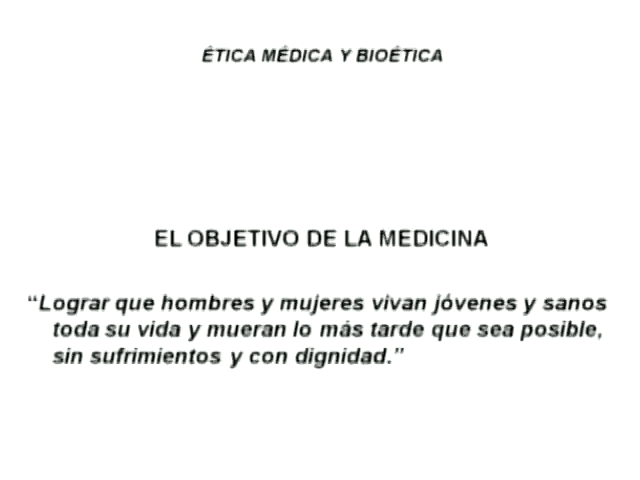 ÉTICA MÉDICA Y BIOÉTICA
EL OBJETIVO DE LA MEDICINA
“Lograr que hombres y mujeres vivan jóvenes y sanos
toda su vida y mueran lo más tarde que sea posible,
sin sufrimientos y con dignidad.”